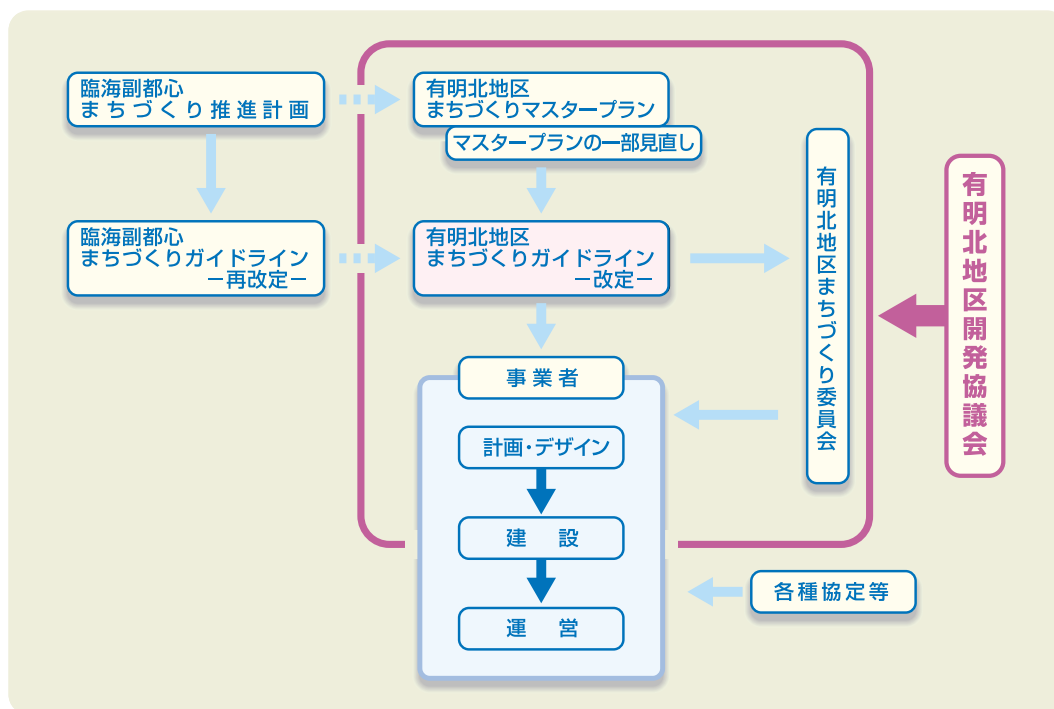 臨海副都心
まちづくり推進計画
有明北地区
まちづくりマスタープラン
マスタープランの一部見直し
臨海副都心
まちづくりガイドライン
－再改定－
有明北地区
まちづくりガイドライン
－改定－
有明北地区まちづくり委員会
有明北地区開発協議会
事業者
計画・デザイン
建設
運営
各種協定等